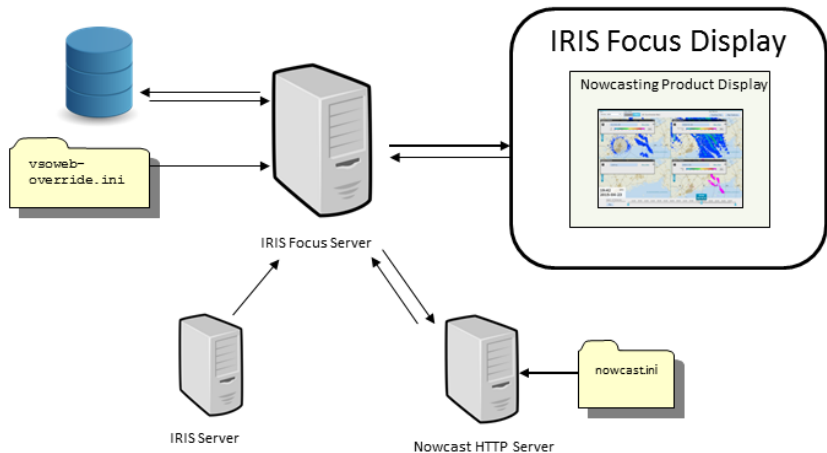 IRIS Focus Display
Nowcasting Product Display
vsoweb-
override.ini
IRIS Focus Server
nowcast.ini
IRIS Server
Nowcast HTTP Server